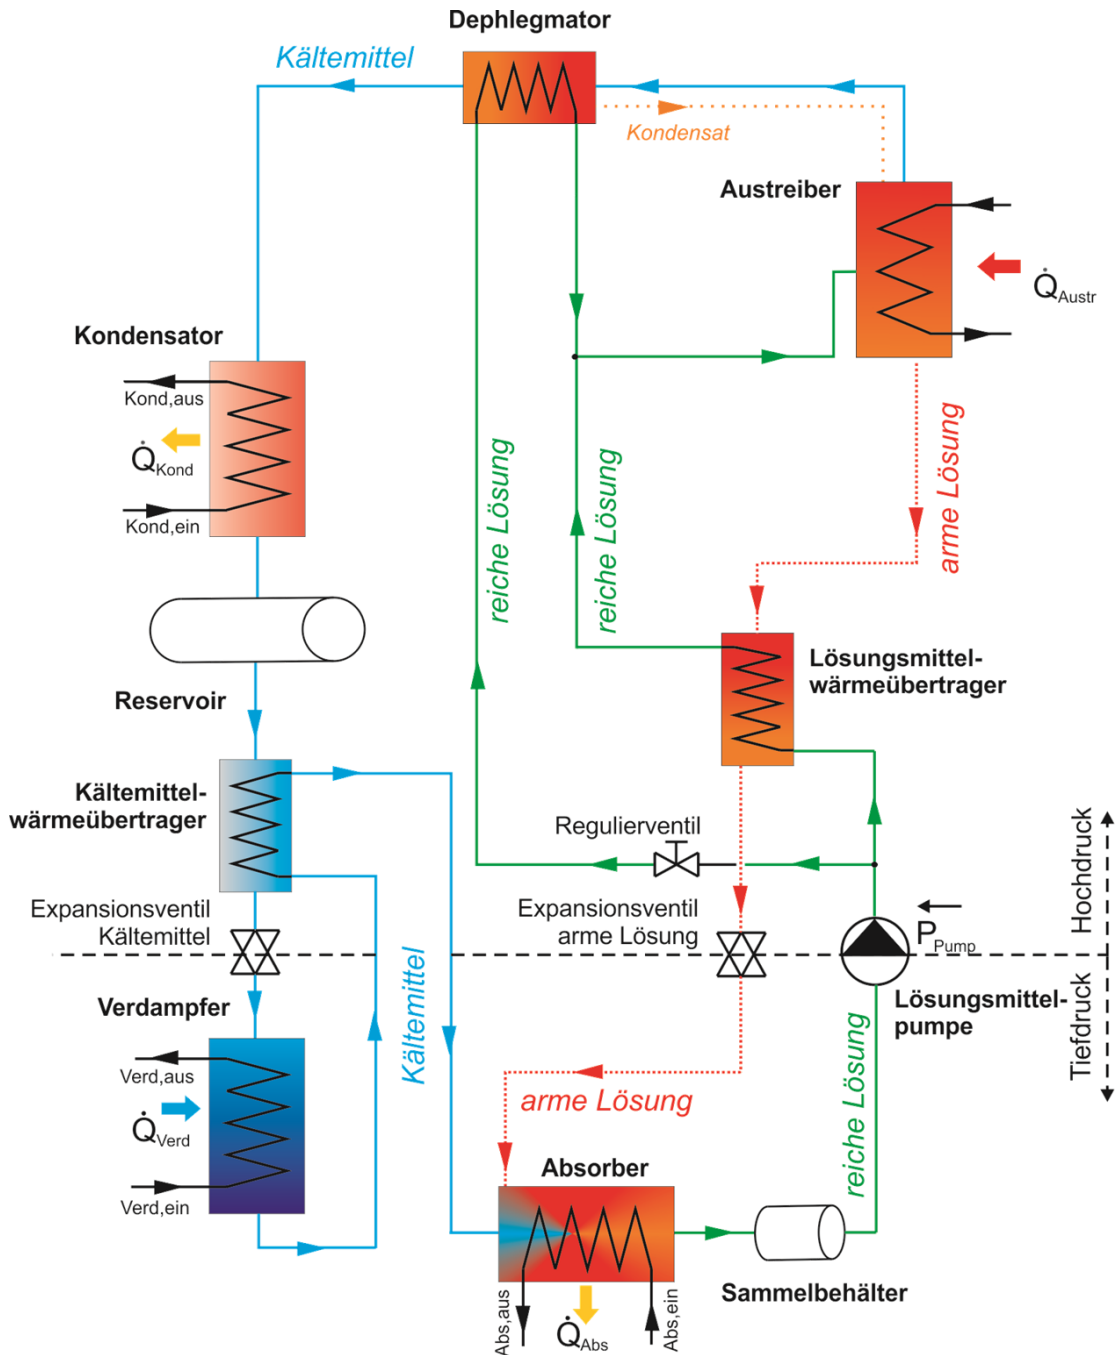 Dephlegmator
Kältemittel
Kondensat
Austreiber
Q̇Austr
Kondensator
Kond,aus
Q̇Kond
Kond,ein
reiche Lösung
reiche Lösung
arme Lösung
Reservoir
Lösungsmittel-
wärmeübertrager
Kältemittel-
wärmeübertrager
Regulierventil
Expansionsventil
Kältemittel
Expansionsventil
arme Lösung
PPump
Hochdruck
Tiefdruck
Lösungsmittel-
pumpe
Verdampfer
Verd,aus
Q̇Verd
Verd,ein
Kältemittel
arme Lösung
reiche Lösung
Absorber
Sammelbehälter
Abs,aus
Q̇Abs
Abs,ein